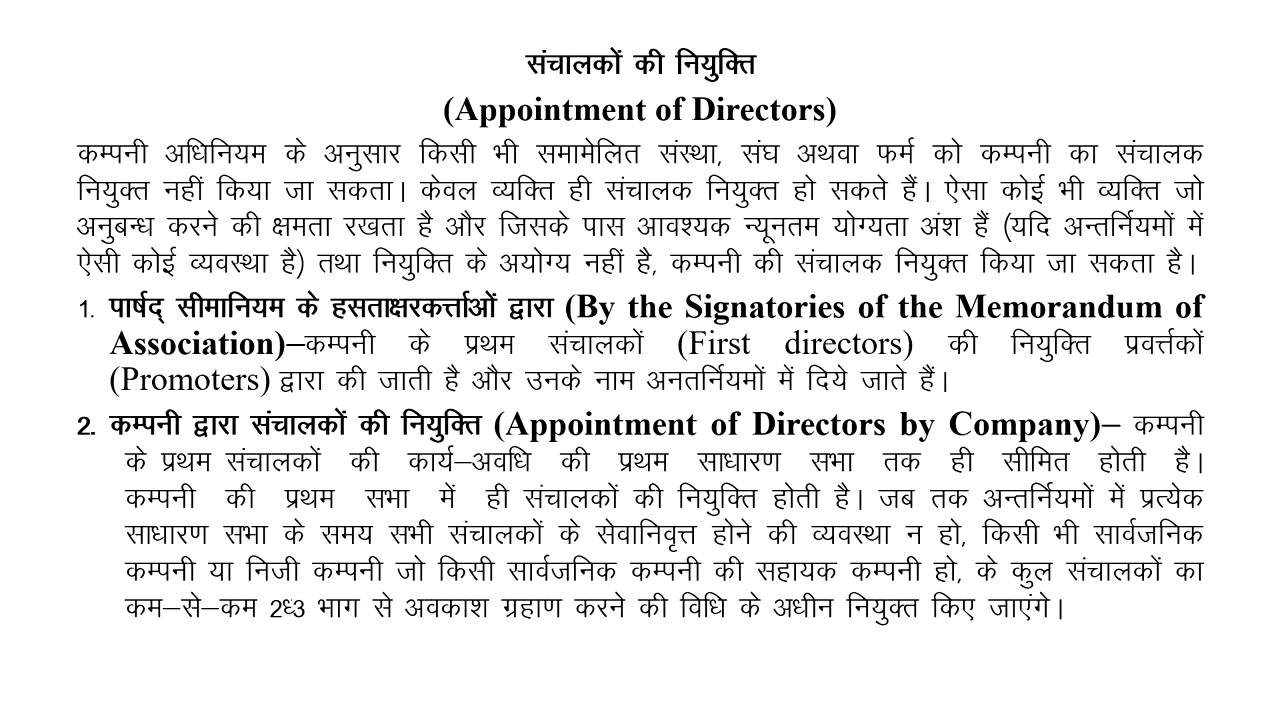 संचालकों की नियुक्ति
(Appointment of Directors)
कम्पनी अधिनियम के अनुसार किसी भी समामेलित संस्था, संघ अथवा फर्म को कम्पनी का संचालक
नियुक्त नहीं किया जा सकता। केवल व्यक्ति ही संचालक नियुक्त हो सकते हैं। ऐसा कोई भी व्यक्ति जो
अनुबन्ध करने की क्षमता रखता है और जिसके पास आवश्यक न्यूनतम योग्यता अंश हैं (यदि अन्तर्नियमों में
ऐसी कोई व्यवस्था है) तथा नियुक्ति के अयोग्य नहीं है, कम्पनी की संचालक नियुक्त किया जा सकता है।
1. पार्षद् सीमानियम के हसताक्षरकर्त्ताओं द्वारा (By the Signatories of the Memorandum of
Association)–कम्पनी के प्रथम संचालकों (First directors) की नियुक्ति प्रवर्त्तकों
(Promoters) द्वारा की जाती है और उनके नाम अनतर्नियमों में दिये जाते हैं।
2. कम्पनी द्वारा संचालकों की नियुक्ति (Appointment of Directors by Company)– कम्पनी
के प्रथम संचालकों की कार्य–अवधि की प्रथम साधारण सभा तक ही सीमित होती है।
कम्पनी की प्रथम सभा में ही संचालकों की नियुक्ति होती है। जब तक अन्तर्नियमों में प्रत्येक
साधारण सभा के समय सभी संचालकों के सेवानिवृत्त होने की व्यवस्था न हो, किसी भी सार्वजनिक
कम्पनी या निजी कम्पनी जो किसी सार्वजनिक कम्पनी की सहायक कम्पनी हो, के कुल संचालकों का
कम–से–कम 2ध्3 भाग से अवकाश ग्रहाण करने की विधि के अधीन नियुक्त किए जाएंगे।